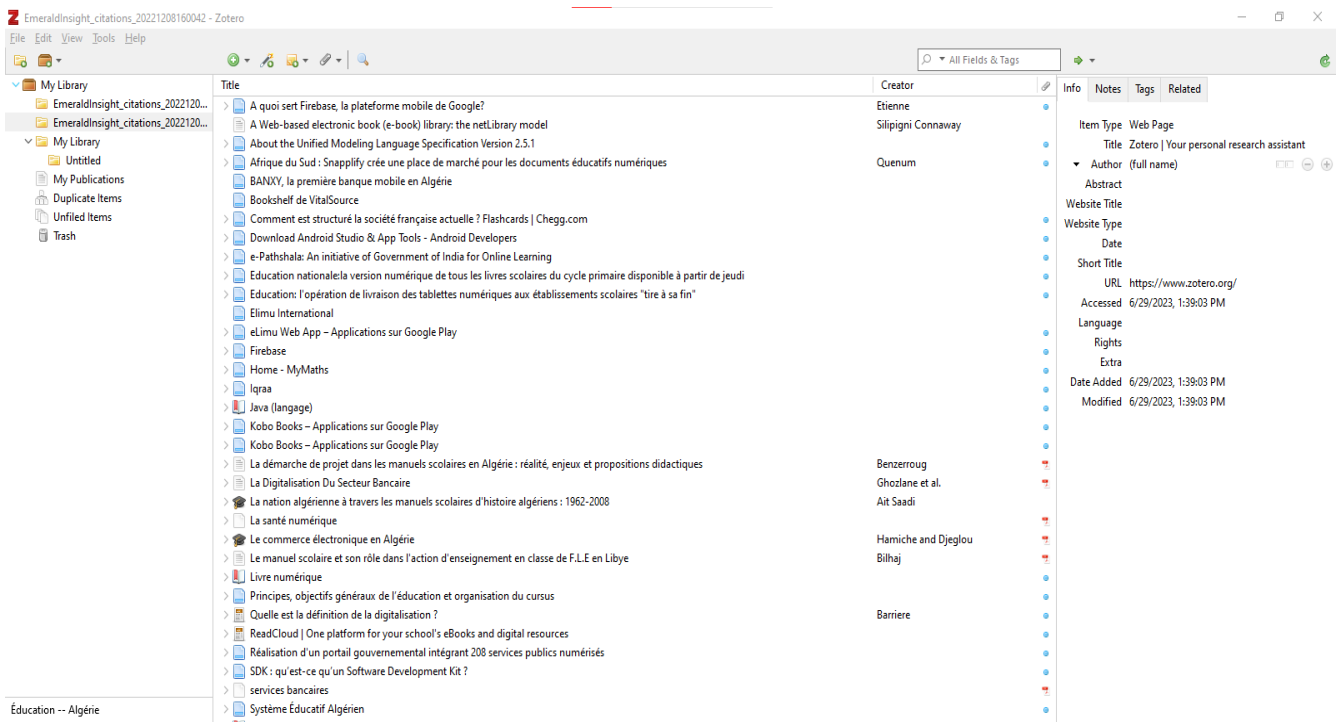 EmeraldInsight_citations_20221208160042 - Zotero
File Edit View Tools Help
All Fields & Tags
My Library
EmeraldInsight_citations_2022120...
EmeraldInsight_citations_2022120...
My Library
Untitled
My Publications
Duplicate Items
Unfiled Items
Trash
Éducation -- Algérie
Title Creator
A quoi sert Firebase, la plateforme mobile de Google? Etienne
A Web-based electronic book (e-book) library: the netLibrary model Silipigni Connaway
About the Unified Modeling Language Specification Version 2.5.1
Afrique du Sud : Snapplify crée une place de marché pour les documents éducatifs numériques Quenum
BANXY, la première banque mobile en Algérie
Bookshelf de VitalSource
Comment est structuré la société française actuelle ? Flashcards | Chegg.com
Download Android Studio & App Tools - Android Developers
e-Pathshala: An initiative of Government of India for Online Learning
Education nationale:la version numérique de tous les livres scolaires du cycle primaire disponible à partir de jeudi
Education: l'opération de livraison des tablettes numériques aux établissements scolaires "tire à sa fin"
Elimu International
eLimu Web App – Applications sur Google Play
Firebase
Home - MyMaths
Iqraa
Java (langage)
Kobo Books – Applications sur Google Play
Kobo Books – Applications sur Google Play
La démarche de projet dans les manuels scolaires en Algérie : réalité, enjeux et propositions didactiques Benzerroug
La Digitalisation Du Secteur Bancaire Ghozlane et al.
La nation algérienne à travers les manuels scolaires d'histoire algériens : 1962-2008 Ait Saadi
La santé numérique
Le commerce électronique en Algérie Hamiche and Djeglou
Le manuel scolaire et son rôle dans l'action d'enseignement en classe de F.L.E en Libye Bilhaj
Livre numérique
Principes, objectifs généraux de l'éducation et organisation du cursus
Quelle est la définition de la digitalisation ? Barriere
ReadCloud | One platform for your school's eBooks and digital resources
Réalisation d'un portail gouvernemental intégrant 208 services publics numérisés
SDK : qu'est-ce qu'un Software Development Kit ?
services bancaires
Système Éducatif Algérien
Info Notes Tags Related
Item Type Web Page
Title Zotero | Your personal research assistant
Author (full name)
Abstract
Website Title
Website Type
Date
Short Title
URL https://www.zotero.org/
Accessed 6/29/2023, 1:39:03 PM
Language
Rights
Extra
Date Added 6/29/2023, 1:39:03 PM
Modified 6/29/2023, 1:39:03 PM